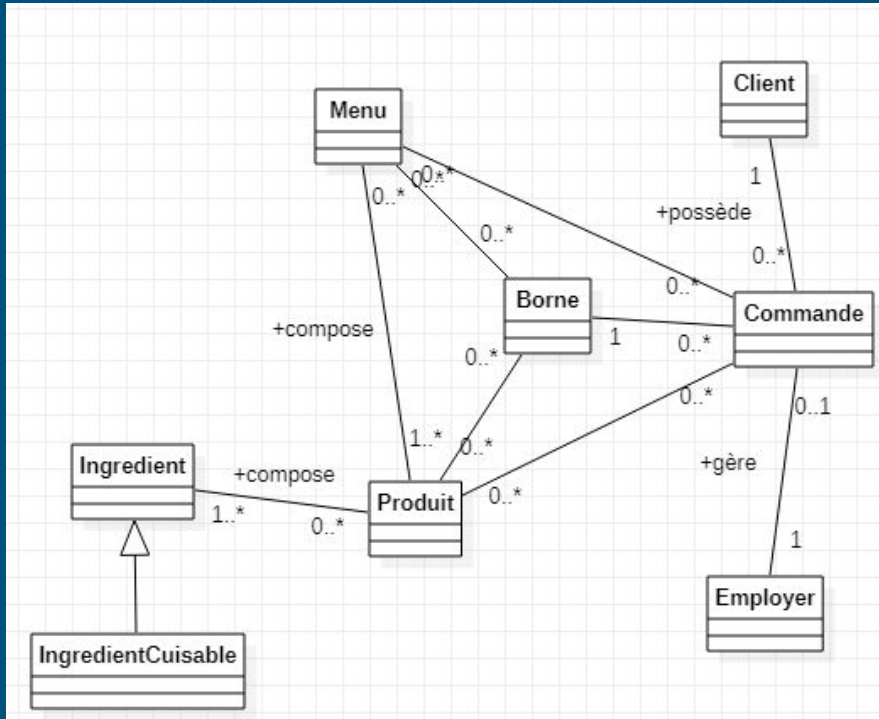 Client
Menu
0..*
0..*
0..*
1
+possède
0..*
0..*
0..*
Borne
Commande
+compose
1
0..*
0..*
0..*
0..1
1..*
0..*
+gère
Ingredient
+compose
Produit
0..*
1..*
0..*
1
Employer
IngredientCuisable